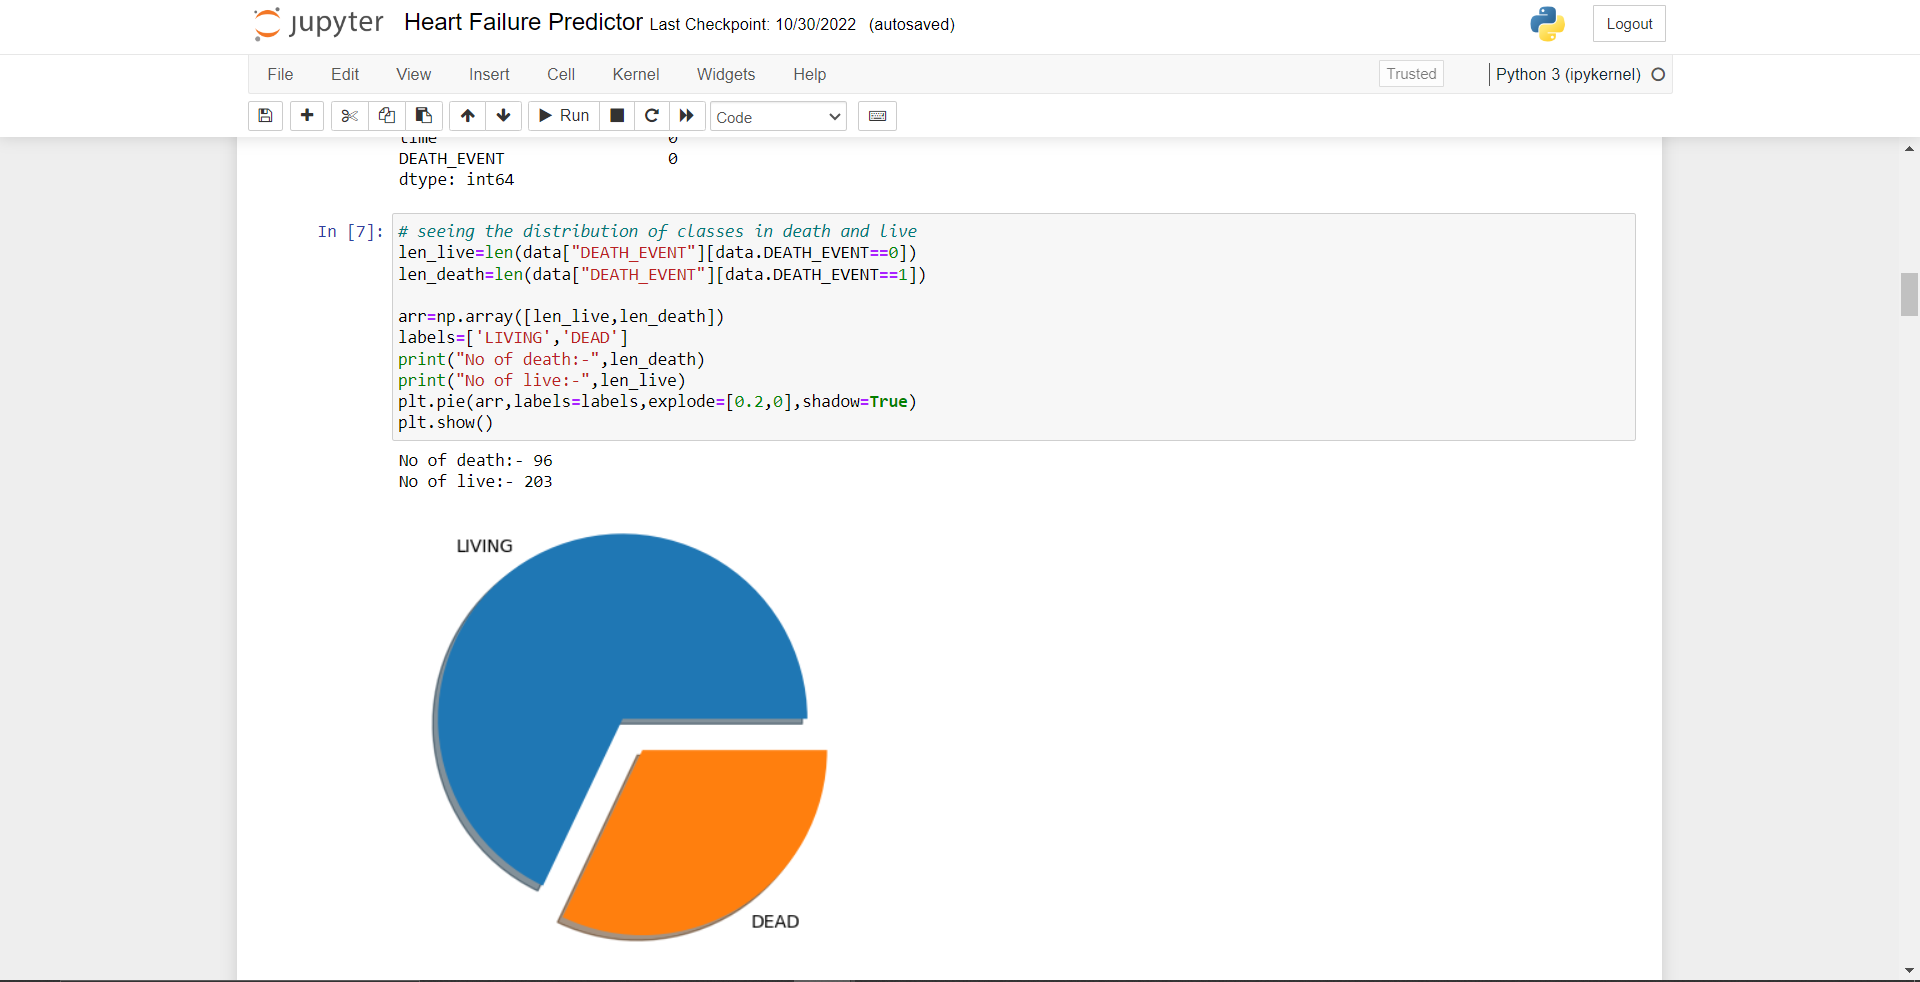 jupyter Heart Failure Predictor Last Checkpoint: 10/30/2022 (autosaved) Logout
File Edit View Insert Cell Kernel Widgets Help Trusted Python 3 (ipykernel)
Run Code
time 0
DEATH_EVENT 0
dtype: int64
In [7]: # seeing the distribution of classes in death and live
len_live=len(data["DEATH_EVENT"][data.DEATH_EVENT==0])
len_death=len(data["DEATH_EVENT"][data.DEATH_EVENT==1])
arr=np.array([len_live,len_death])
labels=['LIVING','DEAD']
print("No of death:-",len_death)
print("No of live:-",len_live)
plt.pie(arr,labels=labels,explode=[0.2,0],shadow=True)
plt.show()
No of death:- 96
No of live:- 203
LIVING
DEAD